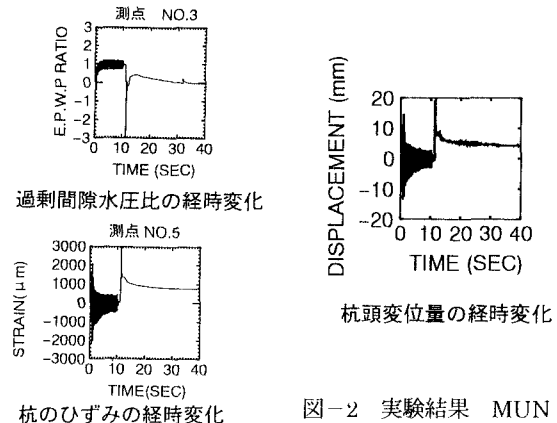 測点 NO.3
E.P.W.P RATIO
3
2
1
0
-1
-2
-3
0 10 20 30 40
TIME (SEC)
過剰間隙水圧比の経時変化
測点 NO.5
STRAIN(μm)
3000
2000
1000
0
-1000
-2000
-3000
0 10 20 30 40
TIME(SEC)
杭のひずみの経時変化
DISPLACEMENT (mm)
20
10
0
-10
-20
0 10 20 30 40
TIME (SEC)
杭頭変位量の経時変化
図-2 実験結果 MUN